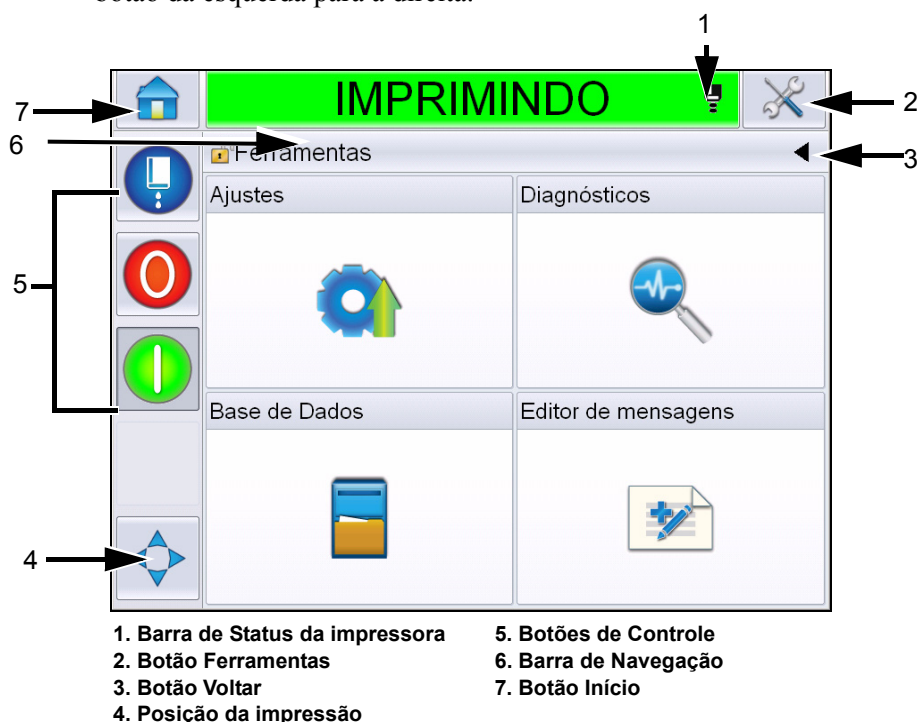 botão da esquerda para a direita.
1
IMPRIMINDO
2
7
6
Ferramentas
3
Ajustes
Diagnósticos
5
Base de Dados
Editor de mensagens
4
1. Barra de Status da impressora
2. Botão Ferramentas
3. Botão Voltar
4. Posição da impressão
5. Botões de Controle
6. Barra de Navegação
7. Botão Início